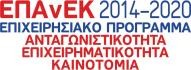 ΕΠΑνΕΚ 2014–2020
ΕΠΙΧΕΙΡΗΣΙΑΚΟ ΠΡΟΓΡΑΜΜΑ
ΑΝΤΑΓΩΝΙΣΤΙΚΟΤΗΤΑ
ΕΠΙΧΕΙΡΗΜΑΤΙΚΟΤΗΤΑ
ΚΑΙΝΟΤΟΜΙΑ